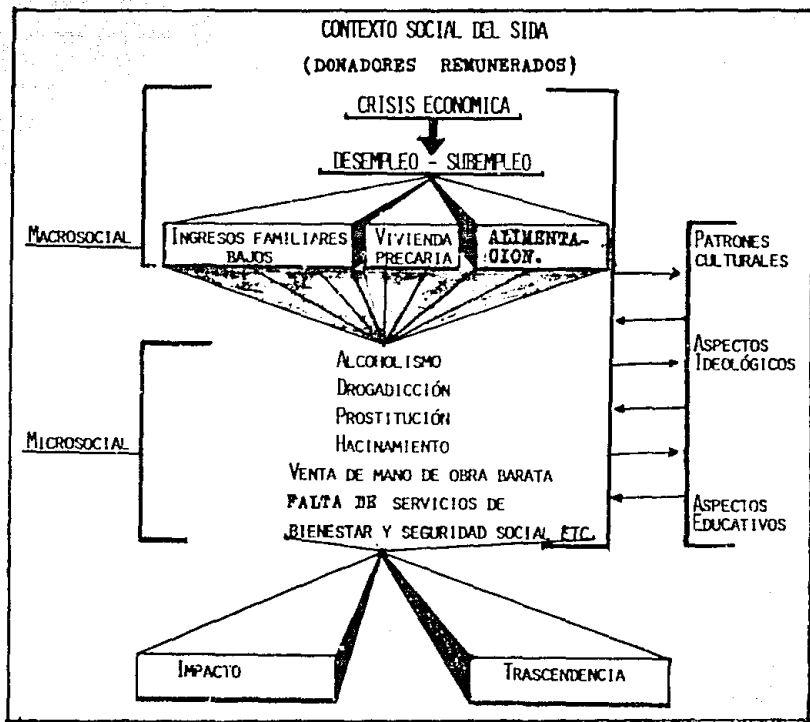 CONTEXTO SOCIAL DEL SIDA
(DONADORES REMUNERADOS)
CRISIS ECONOMICA
DESEMPLEO - SUBEMPLEO
MACROSOCIAL
INGRESOS FAMILIARES
BAJOS
VIVIENDA
PRECARIA
ALIMENTA-
CION.
PATRONES
CULTURALES
ASPECTOS
IDEOLÓGICOS
ASPECTOS
EDUCATIVOS
MICROSOCIAL
ALCOHOLISMO
DROGADICCIÓN
PROSTITUCIÓN
HACINAMIENTO
VENTA DE MANO DE OBRA BARATA
FALTA DE SERVICIOS DE
BIENESTAR Y SEGURIDAD SOCIAL ETC.
IMPACTO
TRASCENDENCIA